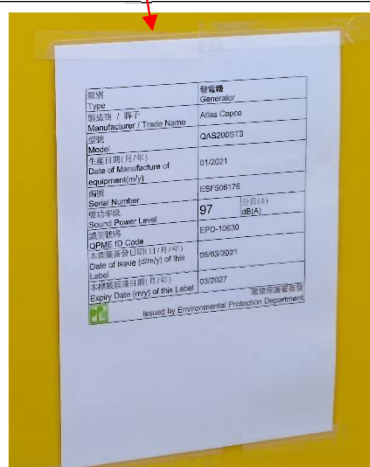 類別
Type
發電機
Generator
製造商 / 牌子
Manufacturer / Trade Name
Atlas Copco
型號
Model
QAS200ST3
生產日期(月/年)
Date of Manufacture of
equipment(m/y)
01/2021
編號
Serial Number
ESF506176
聲功率級
Sound Power Level
97
分貝(A)
dB(A)
識別號碼
QPME ID Code
EPD-10630
本標籤簽發日期(日/月/年)
Date of Issue (d/m/y) of this
Label
08/03/2021
本標籤屆滿日期(月/年)
Expiry Date (m/y) of this Label
03/2027
環境保護署簽發
Issued by Environmental Protection Department